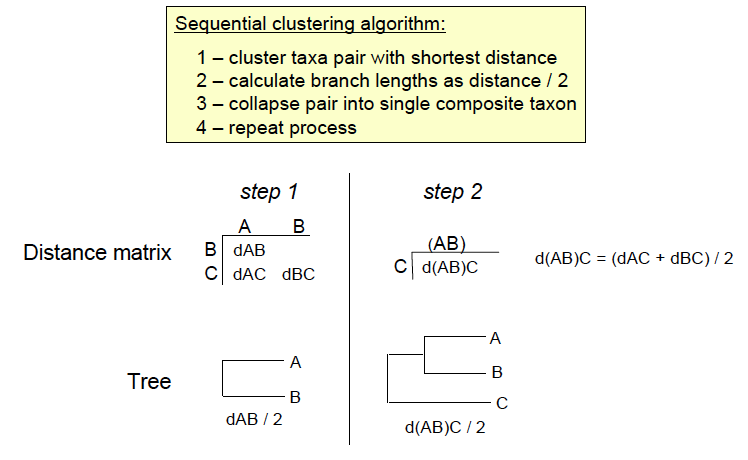 Sequential clustering algorithm:
1 – cluster taxa pair with shortest distance
2 – calculate branch lengths as distance / 2
3 – collapse pair into single composite taxon
4 – repeat process
step 1
step 2
A B
Distance matrix
B dAB
C dAC dBC
(AB)
C d(AB)C
d(AB)C = (dAC + dBC) / 2
Tree
A
B
dAB / 2
A
B
C
d(AB)C / 2